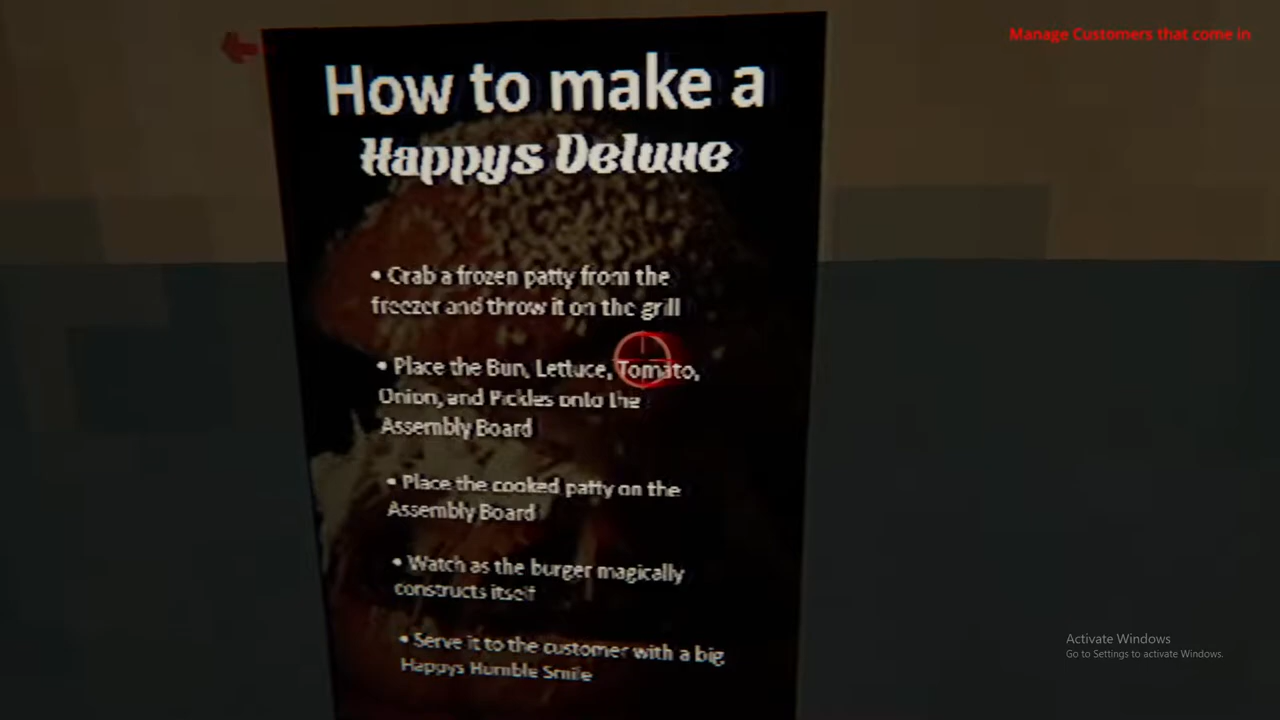 Manage Customers that come in
How to make a
Happys Deluxe
• Grab a frozen patty from the
freezer and throw it on the grill
• Place the Bun, Lettuce, Tomato,
Onion, and Pickles onto the
Assembly Board
• Place the cooked patty on the
Assembly Board
• Watch as the burger magically
constructs itself
• Serve it to the customer with a big
Happys Humble Smile
Activate Windows
Go to Settings to activate Windows.